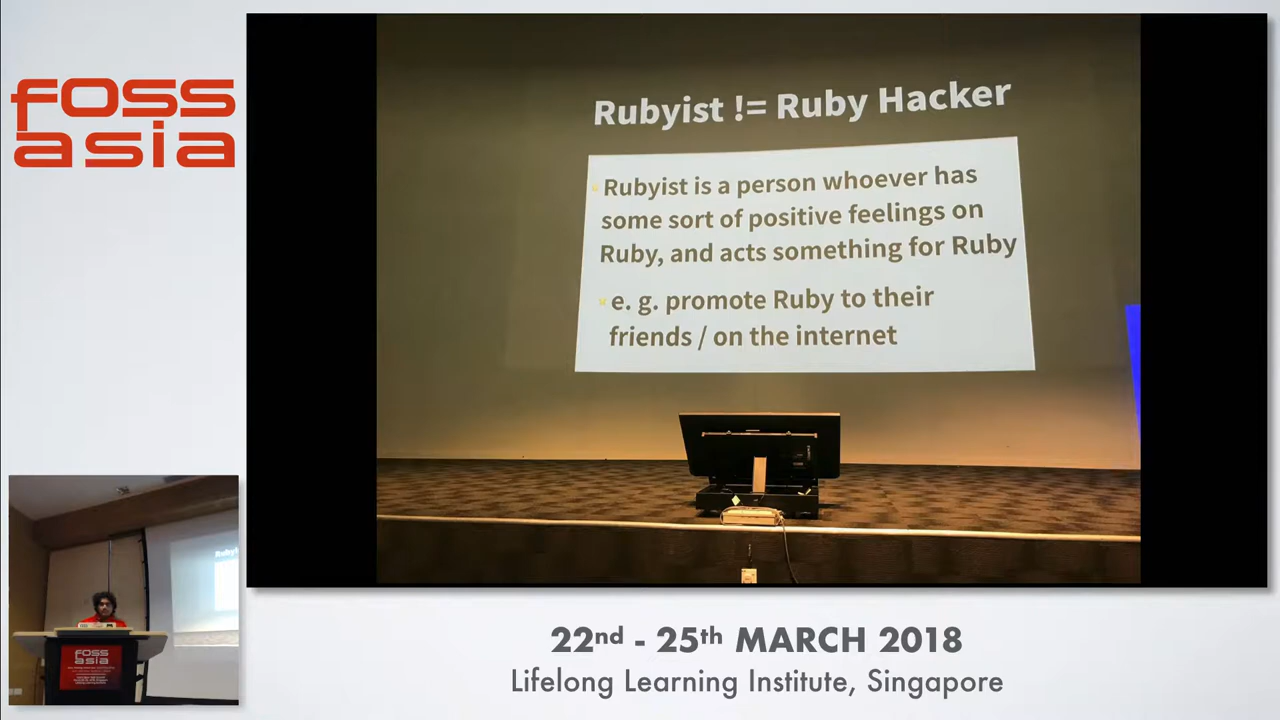 foss
asia
Rubyist != Ruby Hacker
Rubyist is a person whoever has
some sort of positive feelings on
Ruby, and acts something for Ruby
e. g. promote Ruby to their
friends / on the internet
foss
asia
22nd - 25th MARCH 2018
Lifelong Learning Institute, Singapore